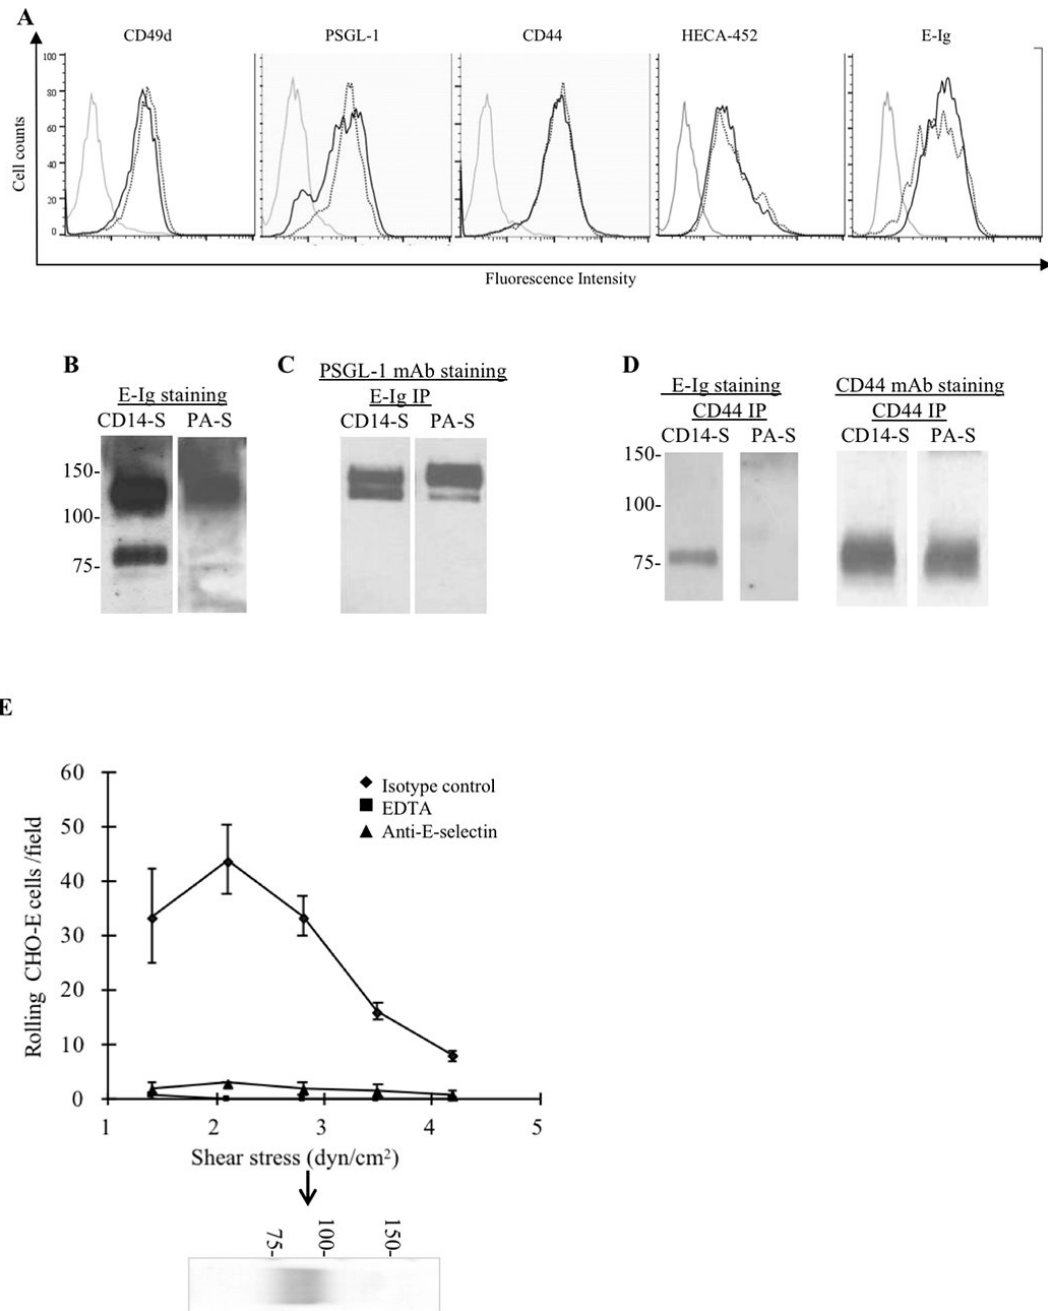 A
CD49d PSGL-1 CD44 HECA-452 E-Ig
100
80
60
40
20
0
Cell counts
Fluorescence Intensity
B
E-Ig staining
CD14-S PA-S
150-
100-
75-
C
PSGL-1 mAb staining
E-Ig IP
CD14-S PA-S
D
E-Ig staining CD44 mAb staining
CD44 IP CD44 IP
CD14-S PA-S CD14-S PA-S
150-
100-
75-
E
60
50
40
30
20
10
0
Rolling CHO-E cells /field
Isotype control
EDTA
Anti-E-selectin
1 2 3 4 5
Shear stress (dyn/cm²)
75- 100- 150-